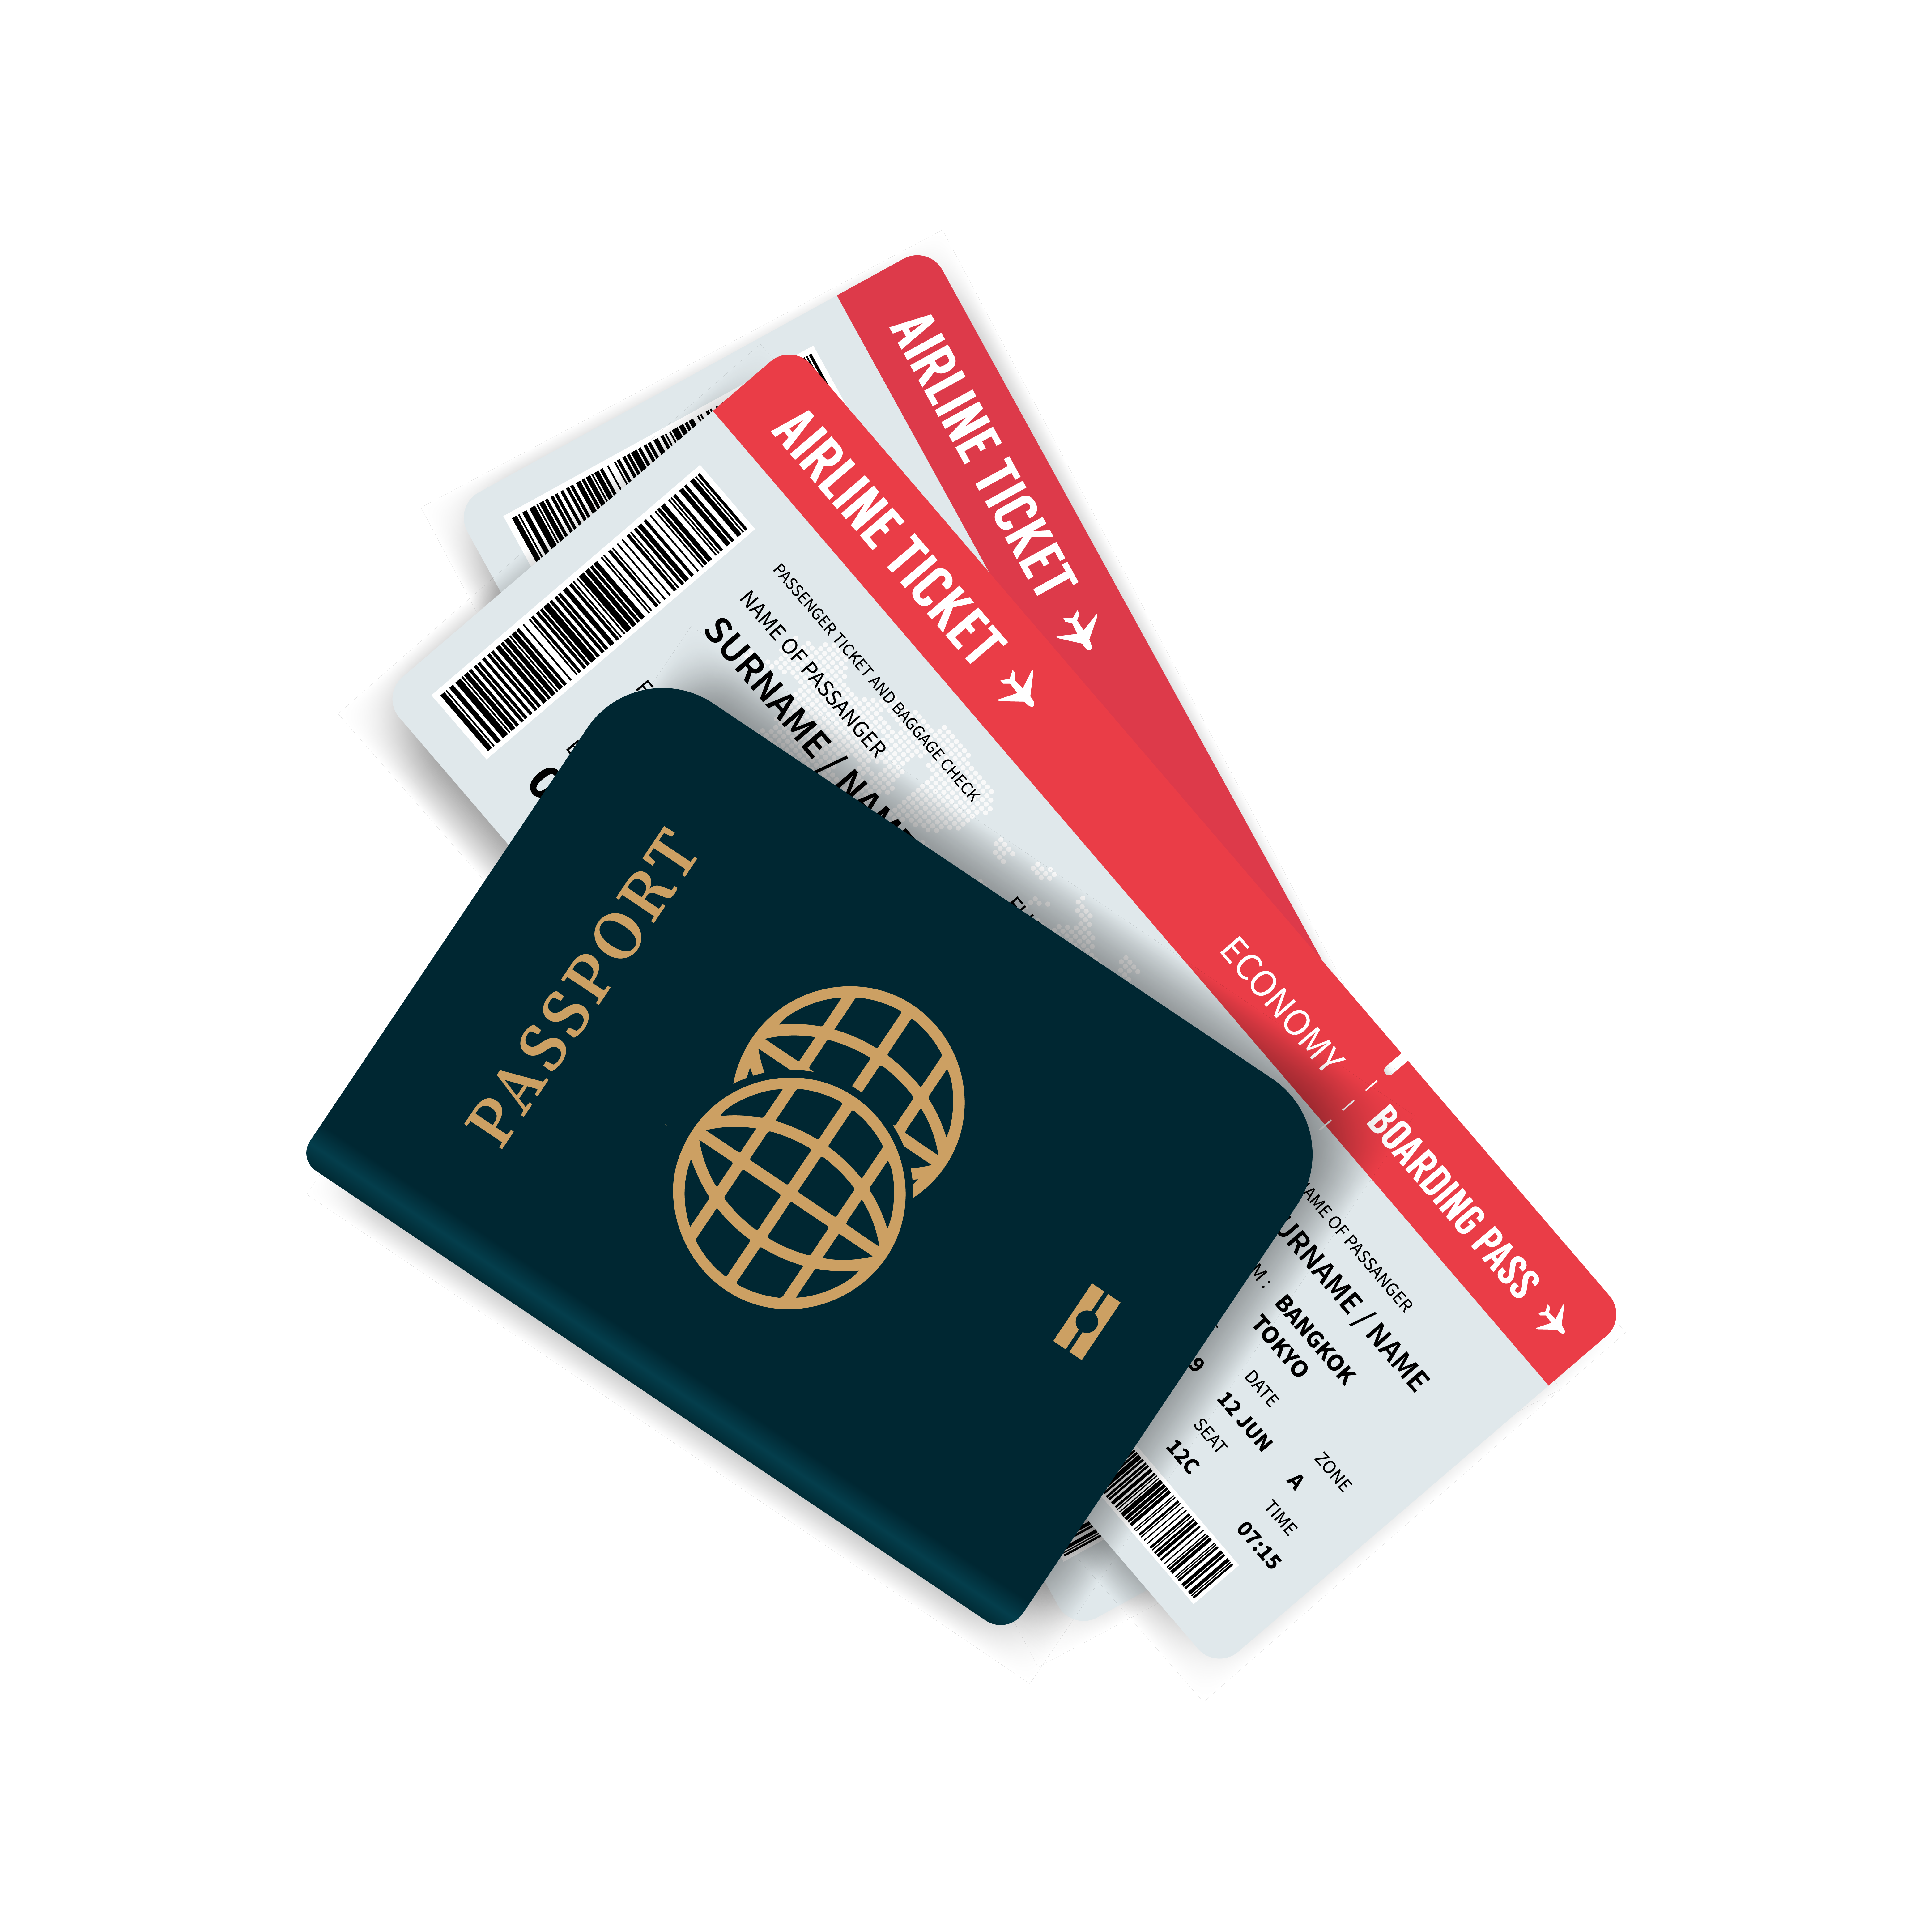 AIRLINE TICKET
AIRLINE TICKET
PASSENGER TICKET AND BAGGAGE CHECK
NAME OF PASSANGER
SURNAME / NAME
ECONOMY
BOARDING PASS
NAME OF PASSANGER
SURNAME / NAME
BANGKOK
TOKYO
DATE
ZONE
12 JUN
A
SEAT
TIME
12C
07:15
PASSPORT